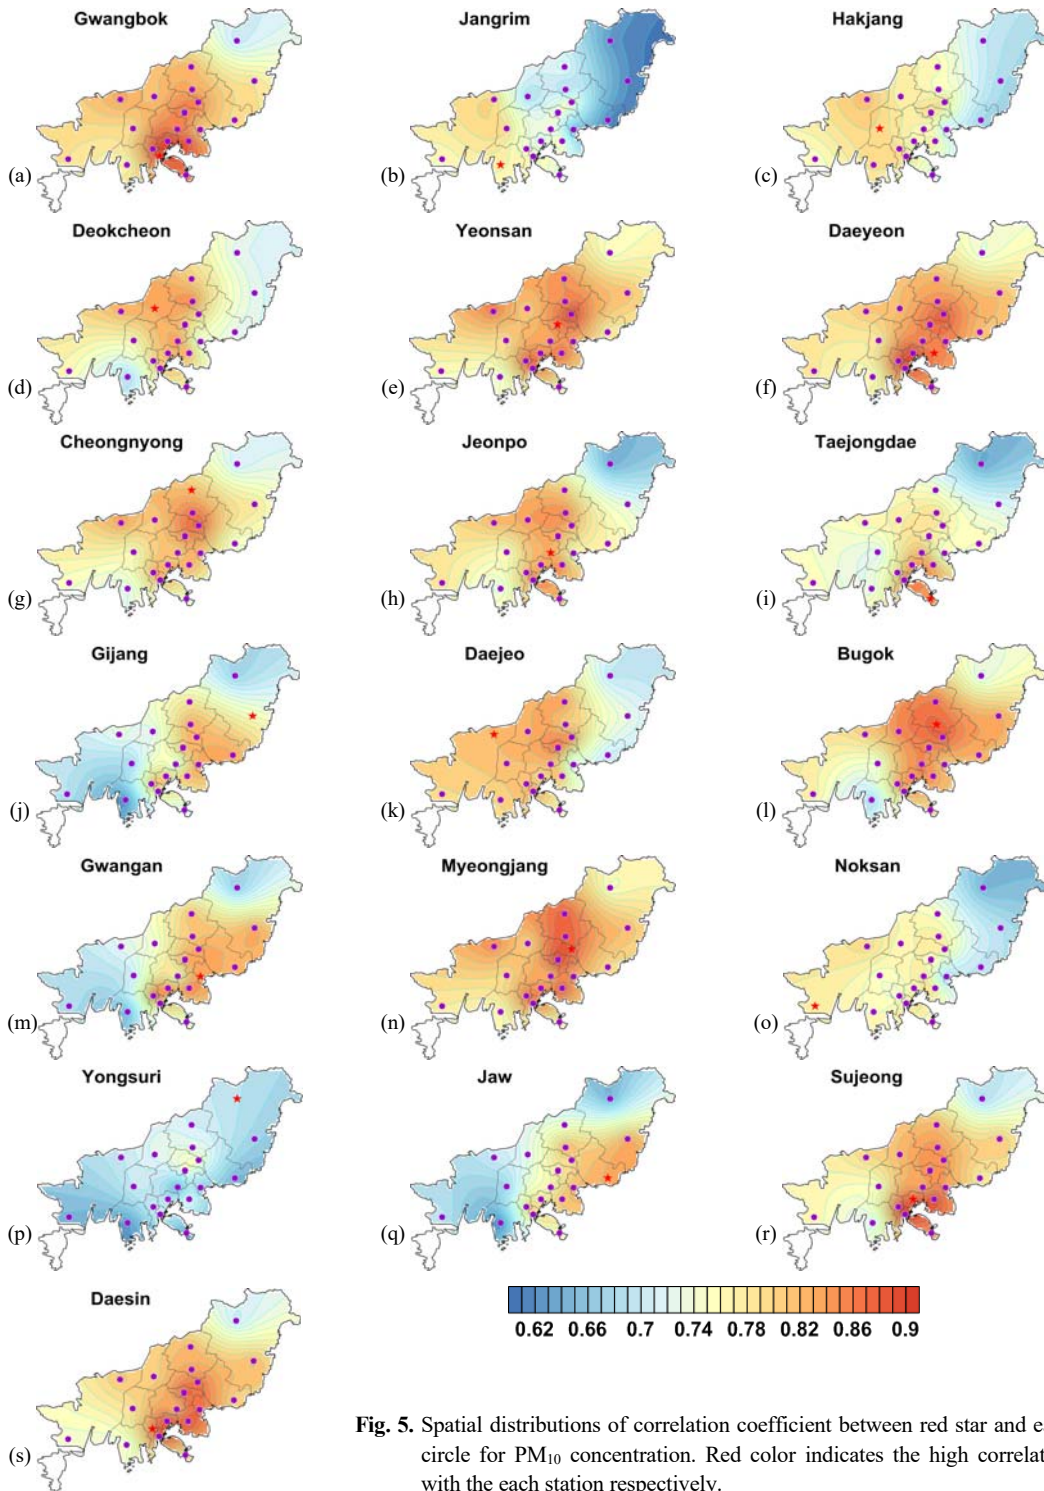 Gwangbok
Jangrim
Hakjang
(a)
(b)
(c)
Deokcheon
Yeonsan
Daeyeon
(d)
(e)
(f)
Cheongnyong
Jeonpo
Taejongdae
(g)
(h)
(i)
Gijang
Daejeo
Bugok
(j)
(k)
(l)
Gwangan
Myeongjang
Noksan
(m)
(n)
(o)
Yongsuri
Jaw
Sujeong
(p)
(q)
(r)
Daesin
0.62 0.66 0.7 0.74 0.78 0.82 0.86 0.9
(s)
Fig. 5. Spatial distributions of correlation coefficient between red star and ea
circle for PM10 concentration. Red color indicates the high correlat
with the each station respectively.